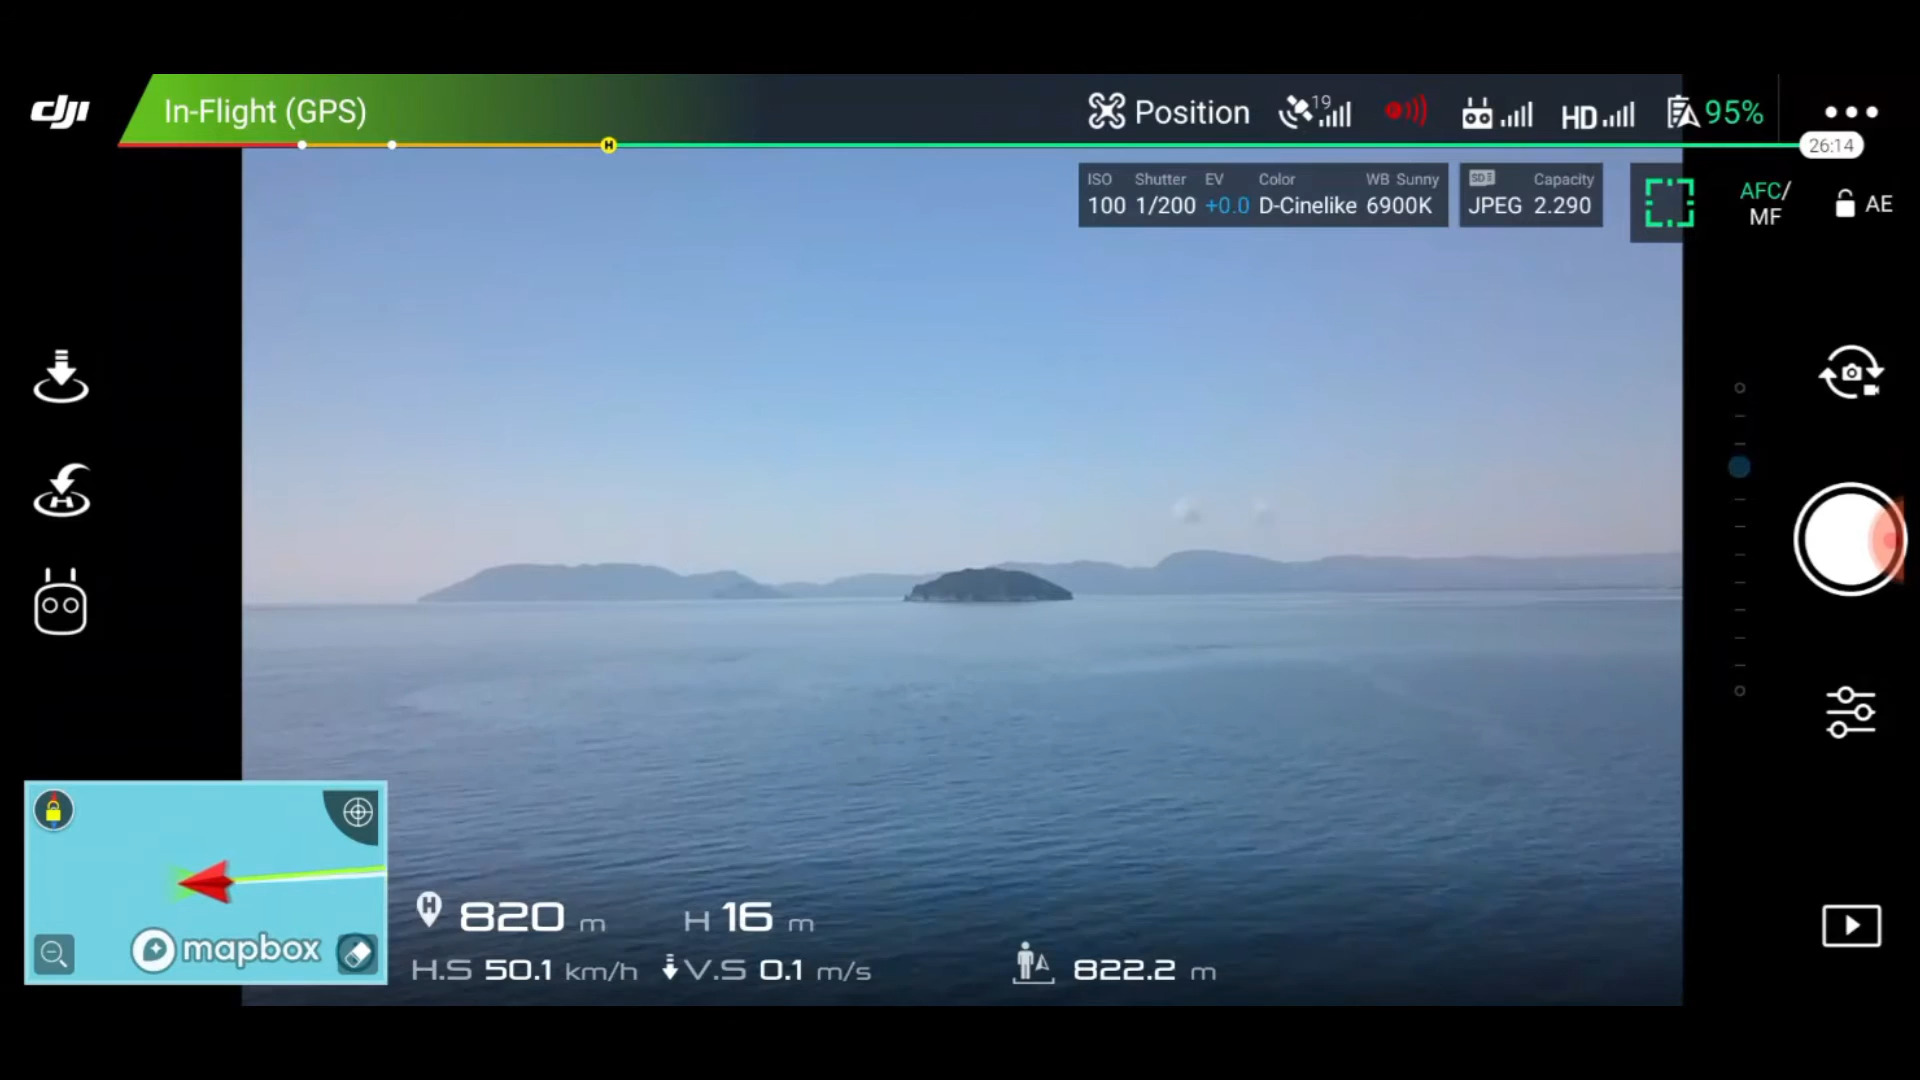 dji
In-Flight (GPS)
Position
19
HD
95%
H
26:14
ISO Shutter EV Color WB Sunny
100 1/200 +0.0 D-Cinelike 6900K
SD Capacity
JPEG 2.290
AFC/
MF
AE
H
mapbox
H 820 m H 16 m
H.S 50.1 km/h V.S 0.1 m/s 822.2 m